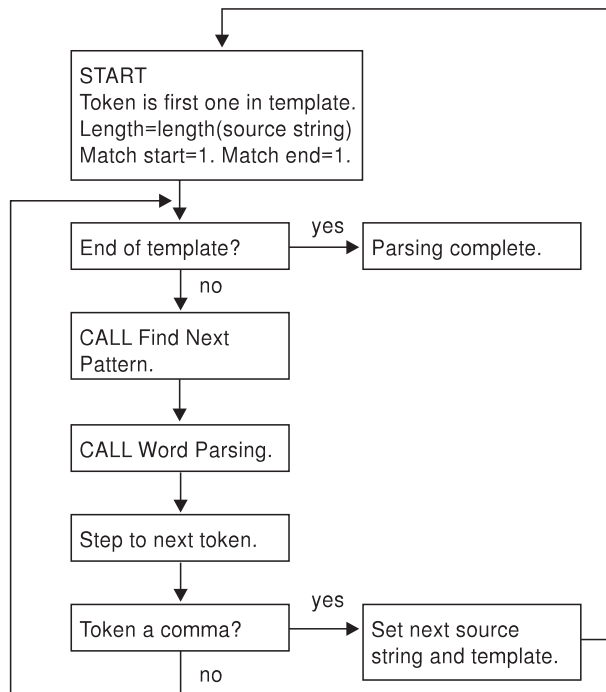 START
Token is first one in template.
Length=length(source string)
Match start=1. Match end=1.
End of template?
yes
Parsing complete.
no
CALL Find Next
Pattern.
CALL Word Parsing.
Step to next token.
Token a comma?
yes
Set next source
string and template.
no